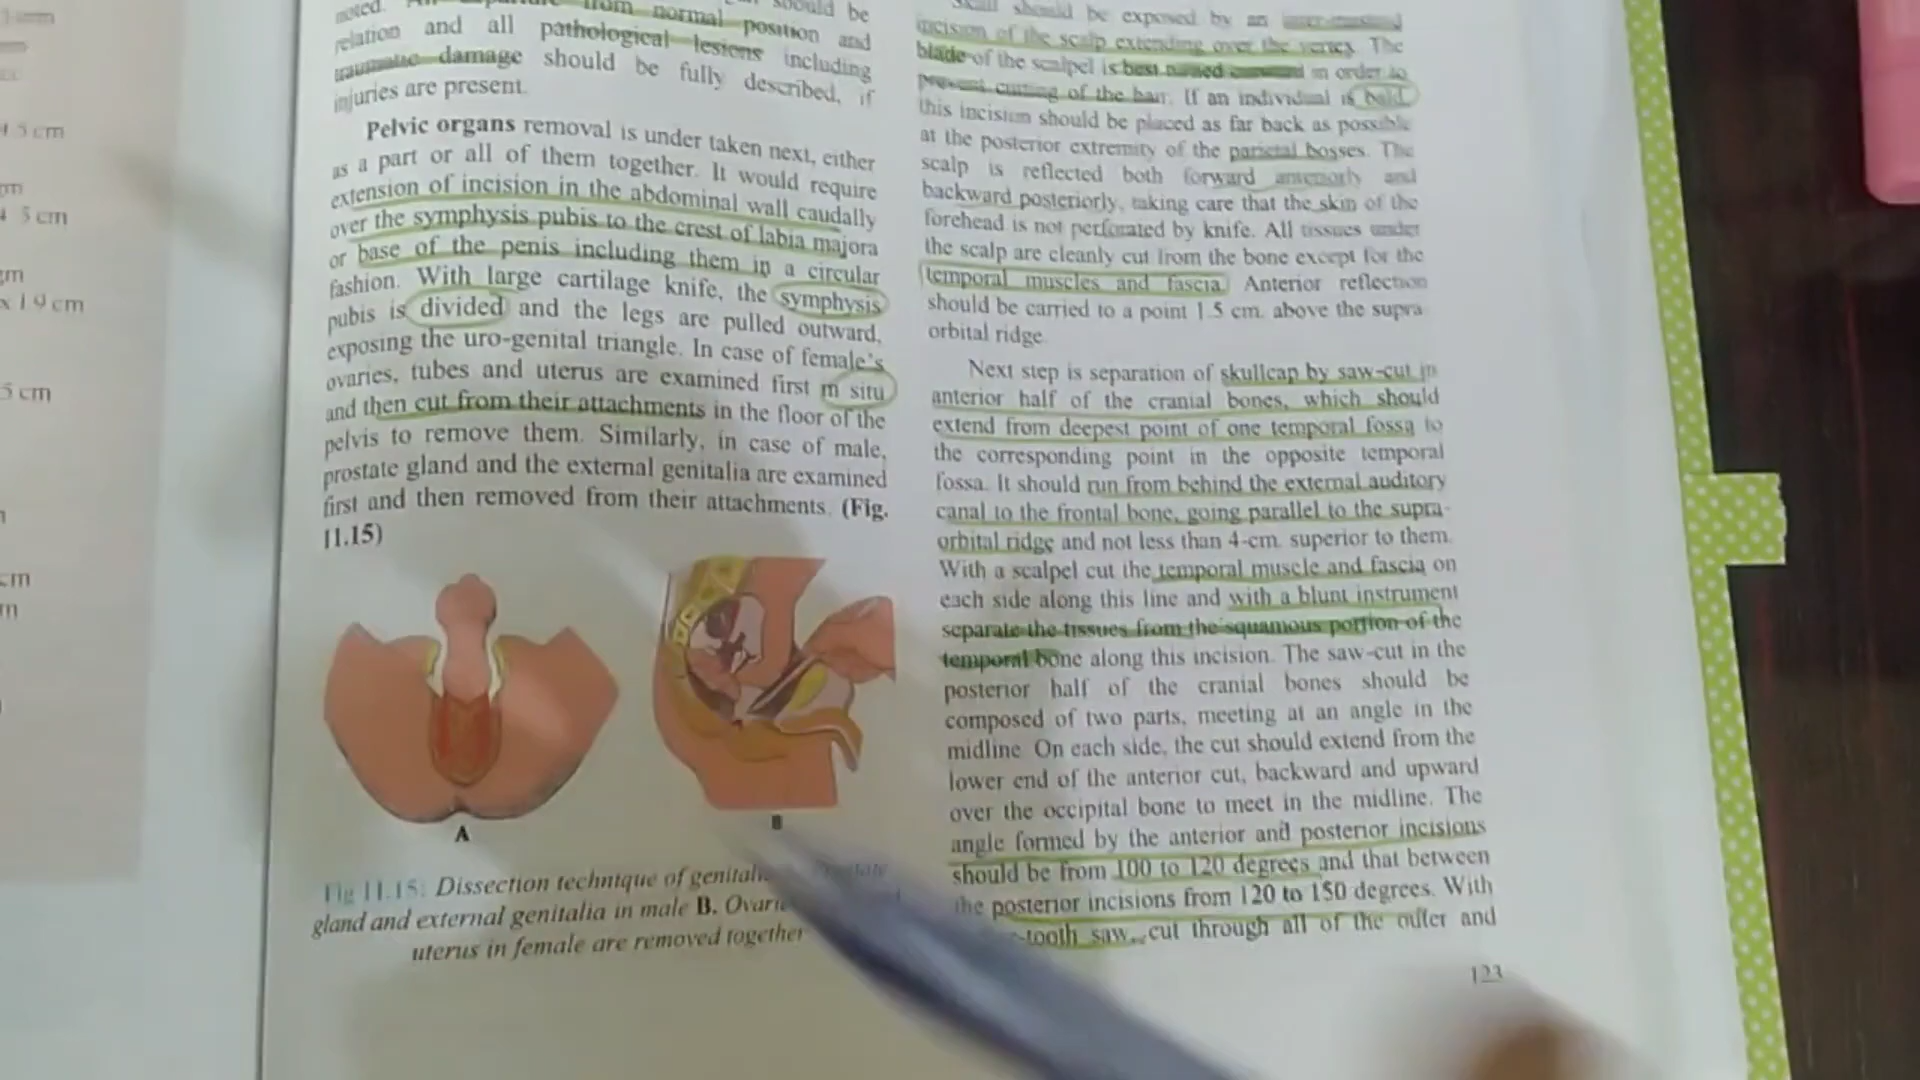 4.5 cm
gm
4 5 cm
gm
x 1 9 cm
5 cm
cm
noted. from normal position and
relation and all pathological lesions including
traumatic damage should be fully described, if
injuries are present.
Pelvic organs removal is under taken next, either
as a part or all of them together. It would require
extension of incision in the abdominal wall caudally
over the symphysis pubis to the crest of labia majora
or base of the penis including them in a circular
fashion. With large cartilage knife, the symphysis
pubis is divided and the legs are pulled outward,
exposing the uro-genital triangle. In case of female's
ovaries, tubes and uterus are examined first in situ
and then cut from their attachments in the floor of the
pelvis to remove them. Similarly, in case of male,
prostate gland and the external genitalia are examined
first and then removed from their attachments. (Fig.
11.15)
A
B
Fig 11.15: Dissection technique of
gland and external genitalia in male B.
uterus in female are removed together
should be exposed by an
incision of the scalp extending over the vertex. The
blade of the scalpel is best in order to
prevent cutting of the hair. If an individual is bald,
this incision should be placed as far back as possible
at the posterior extremity of the parietal bosses. The
scalp is reflected both forward anteriorly and
backward posteriorly, taking care that the skin of the
forehead is not perforated by knife. All tissues under
the scalp are cleanly cut from the bone except for the
temporal muscles and fascia. Anterior reflection
should be carried to a point 1.5 cm. above the supra
orbital ridge.
Next step is separation of skullcap by saw-cut in
anterior half of the cranial bones, which should
extend from deepest point of one temporal fossa to
the corresponding point in the opposite temporal
fossa. It should run from behind the external auditory
canal to the frontal bone, going parallel to the supra-
orbital ridge and not less than 4-cm. superior to them.
With a scalpel cut the temporal muscle and fascia on
each side along this line and with a blunt instrument
separate the tissues from the squamous portion of the
temporal bone along this incision. The saw-cut in the
posterior half of the cranial bones should be
composed of two parts, meeting at an angle in the
midline. On each side, the cut should extend from the
lower end of the anterior cut, backward and upward
over the occipital bone to meet in the midline. The
angle formed by the anterior and posterior incisions
should be from 100 to 120 degrees and that between
the posterior incisions from 120 to 150 degrees. With
-tooth saw, cut through all of the outer and
123